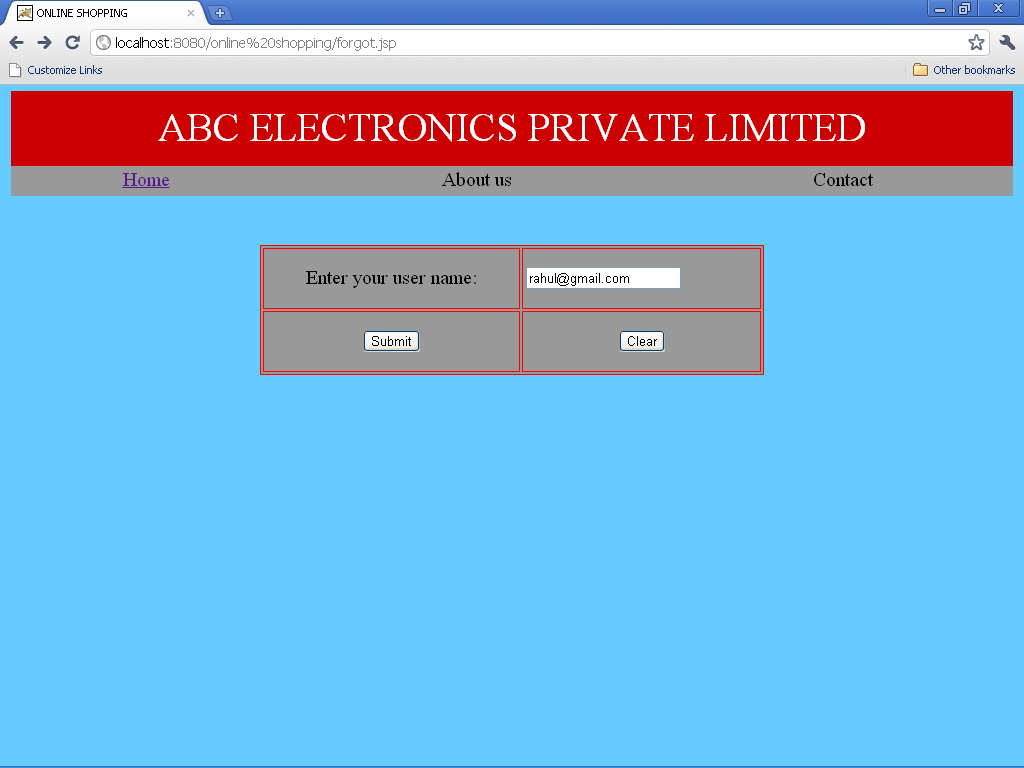 ONLINE SHOPPING
localhost:8080/online%20shopping/forgot.jsp
Customize Links Other bookmarks
ABC ELECTRONICS PRIVATE LIMITED
Home About us Contact
Enter your user name: rahul@gmail.com
Submit Clear